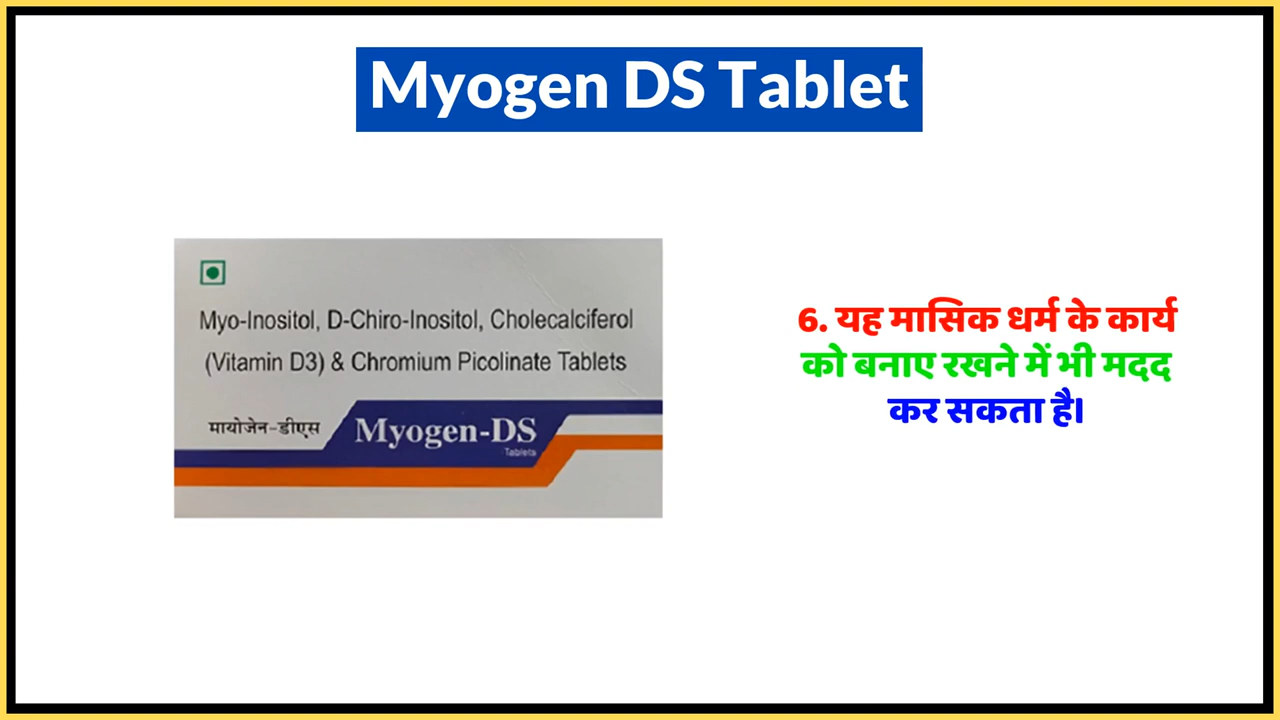 Myogen DS Tablet
Myo-Inositol, D-Chiro-Inositol, Cholecalciferol
(Vitamin D3) & Chromium Picolinate Tablets
मायोजेन-डीएस
Myogen-DS
Tablets
6. यह मासिक धर्म के कार्य
को बनाए रखने में भी मदद
कर सकता है।